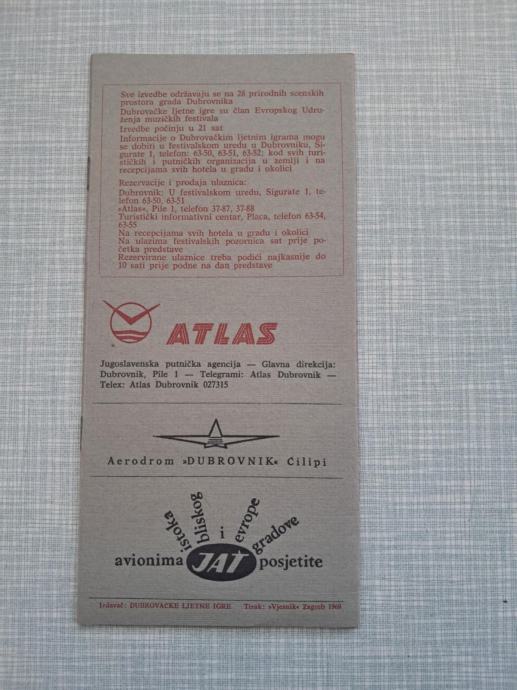 Sve izvedbe održavaju se na 28 prirodnih scenskih
prostora grada Dubrovnika
Dubrovačke ljetne igre su član Evropskog Udru-
ženja muzičkih festivala
Izvedbe počinju u 21 sat
Informacije o Dubrovačkim ljetnim igrama mogu
se dobiti u festivalskom uredu u Dubrovniku, Si-
gurate 1, telefon: 63-50, 63-51, 63-52; kod svih turi-
stičkih i putničkih organizacija u zemlji i na
recepcijama svih hotela u gradu i okolici
Rezervacije i prodaja ulaznica:
Dubrovnik: U festivalskom uredu, Sigurate 1, te-
lefon 63-50, 63-51
»Atlas«, Pile 1, telefon 37-87, 37-88
Turistički informativni centar, Placa, telefon 63-54,
63-55
Na recepcijama svih hotela u gradu i okolici
Na ulazima festivalskih pozornica sat prije po-
četka predstave
Rezervirane ulaznice treba podići najkasnije do
10 sati prije podne na dan predstave
ATLAS
Jugoslavenska putnička agencija — Glavna direkcija:
Dubrovnik, Pile 1 — Telegrami: Atlas Dubrovnik —
Telex: Atlas Dubrovnik 027315
Aerodrom »DUBROVNIK« Ćilipi
avionima JAT posjetite
gradove evrope i bliskog istoka
Izdavač: DUBROVAČKE LJETNE IGRE Tisak: »Vjesnik« Zagreb 1969